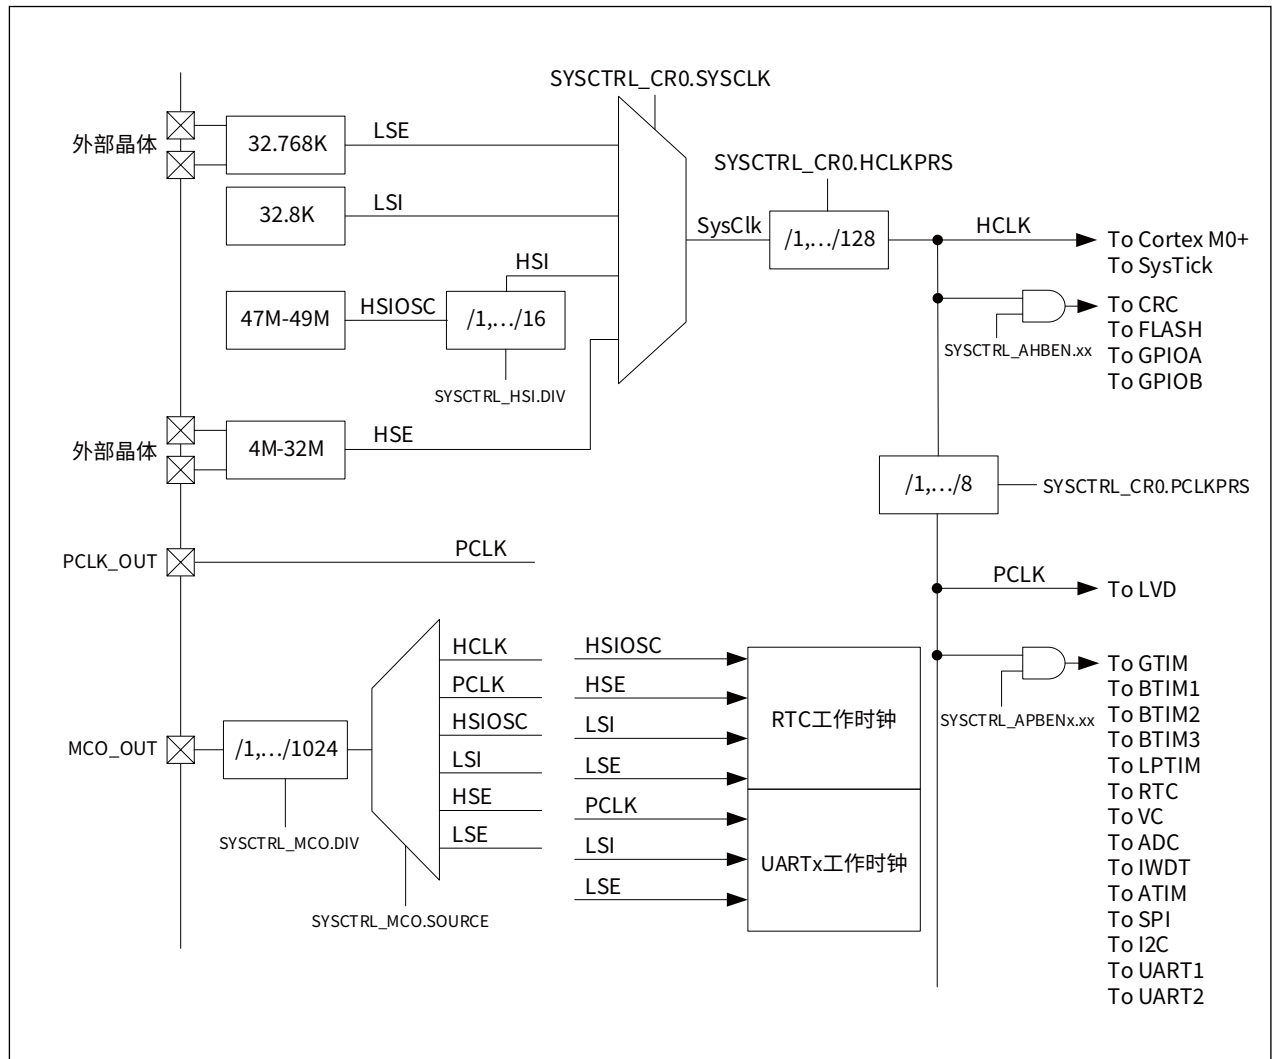 SYSCTRL_CR0.SYSCLK
外部晶体
32.768K
LSE
SYSCTRL_CR0.HCLKPRS
32.8K
LSI
SysClk
/1,.../128
HCLK
To Cortex M0+
To SysTick
HSI
47M-49M
HSIOSC
/1,.../16
To CRC
To FLASH
To GPIOA
To GPIOB
SYSCTRL_AHBEN.xx
SYSCTRL_HSI.DIV
外部晶体
4M-32M
HSE
/1,.../8
SYSCTRL_CR0.PCLKPRS
PCLK_OUT
PCLK
PCLK
To LVD
HCLK
PCLK
HSIOSC
LSI
HSE
LSE
MCO_OUT
/1,.../1024
SYSCTRL_MCO.DIV
SYSCTRL_MCO.SOURCE
HSIOSC
HSE
LSI
LSE
RTC工作时钟
PCLK
LSI
LSE
UARTx工作时钟
SYSCTRL_APBENx.xx
To GTIM
To BTIM1
To BTIM2
To BTIM3
To LPTIM
To RTC
To VC
To ADC
To IWDT
To ATIM
To SPI
To I2C
To UART1
To UART2